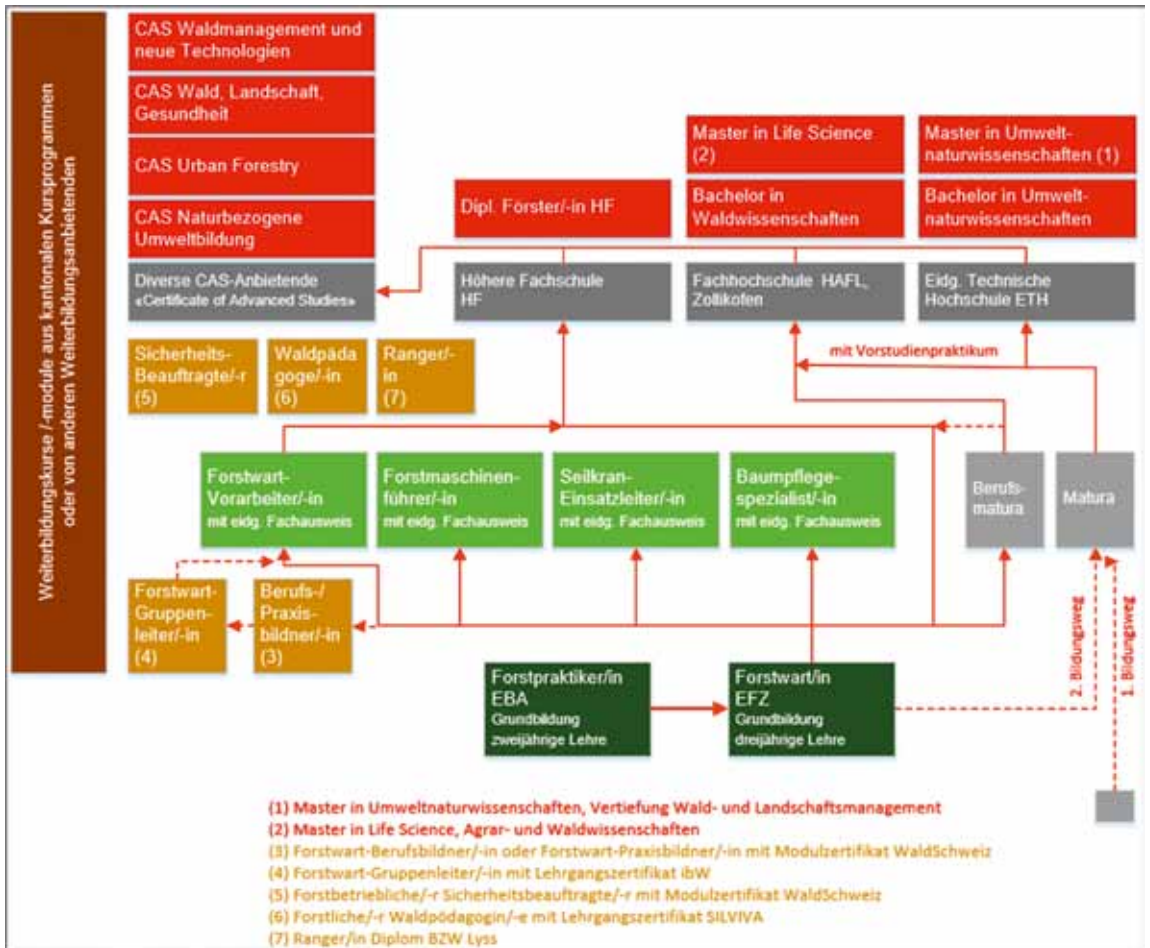 Weiterbildungskurse /-module aus kantonalen Kursprogrammen
oder von anderen Weiterbildungsanbietenden
CAS Waldmanagement und
neue Technologien
CAS Wald, Landschaft,
Gesundheit
CAS Urban Forestry
CAS Naturbezogene
Umweltbildung
Diverse CAS-Anbietende
«Certificate of Advanced Studies»
Master in Life Science
(2)
Master in Umwelt-
naturwissenschaften (1)
Dipl. Förster/-in HF
Bachelor in
Waldwissenschaften
Bachelor in Umwelt-
naturwissenschaften
Höhere Fachschule
HF
Fachhochschule HAFL,
Zollikofen
Eidg. Technische
Hochschule ETH
mit Vorstudienpraktikum
Sicherheits-
Beauftragte/-r
(5)
Waldpäda
goge/-in
(6)
Ranger/-
in
(7)
Forstwart-
Vorarbeiter/-in
mit eidg. Fachausweis
Forstmaschinen-
führer/-in
mit eidg. Fachausweis
Seilkran-
Einsatzleiter/-in
mit eidg. Fachausweis
Baumpflege-
spezialist/-in
mit eidg. Fachausweis
Berufs-
matura
Matura
Forstwart-
Gruppen-
leiter/-in
(4)
Berufs-/
Praxis-
bildner/-in
(3)
2. Bildungsweg
1. Bildungsweg
Forstpraktiker/in
EBA
Grundbildung
zweijährige Lehre
Forstwart/in
EFZ
Grundbildung
dreijährige Lehre
(1) Master in Umweltnaturwissenschaften, Vertiefung Wald- und Landschaftsmanagement
(2) Master in Life Science, Agrar- und Waldwissenschaften
(3) Forstwart-Berufsbildner/-in oder Forstwart-Praxisbildner/-in mit Modulzertifikat WaldSchweiz
(4) Forstwart-Gruppenleiter/-in mit Lehrgangszertifikat ibW
(5) Forstbetriebliche/-r Sicherheitsbeauftragte/-r mit Modulzertifikat WaldSchweiz
(6) Forstliche/-r Waldpädagogin/-e mit Lehrgangszertifikat SILVIVA
(7) Ranger/in Diplom BZW Lyss